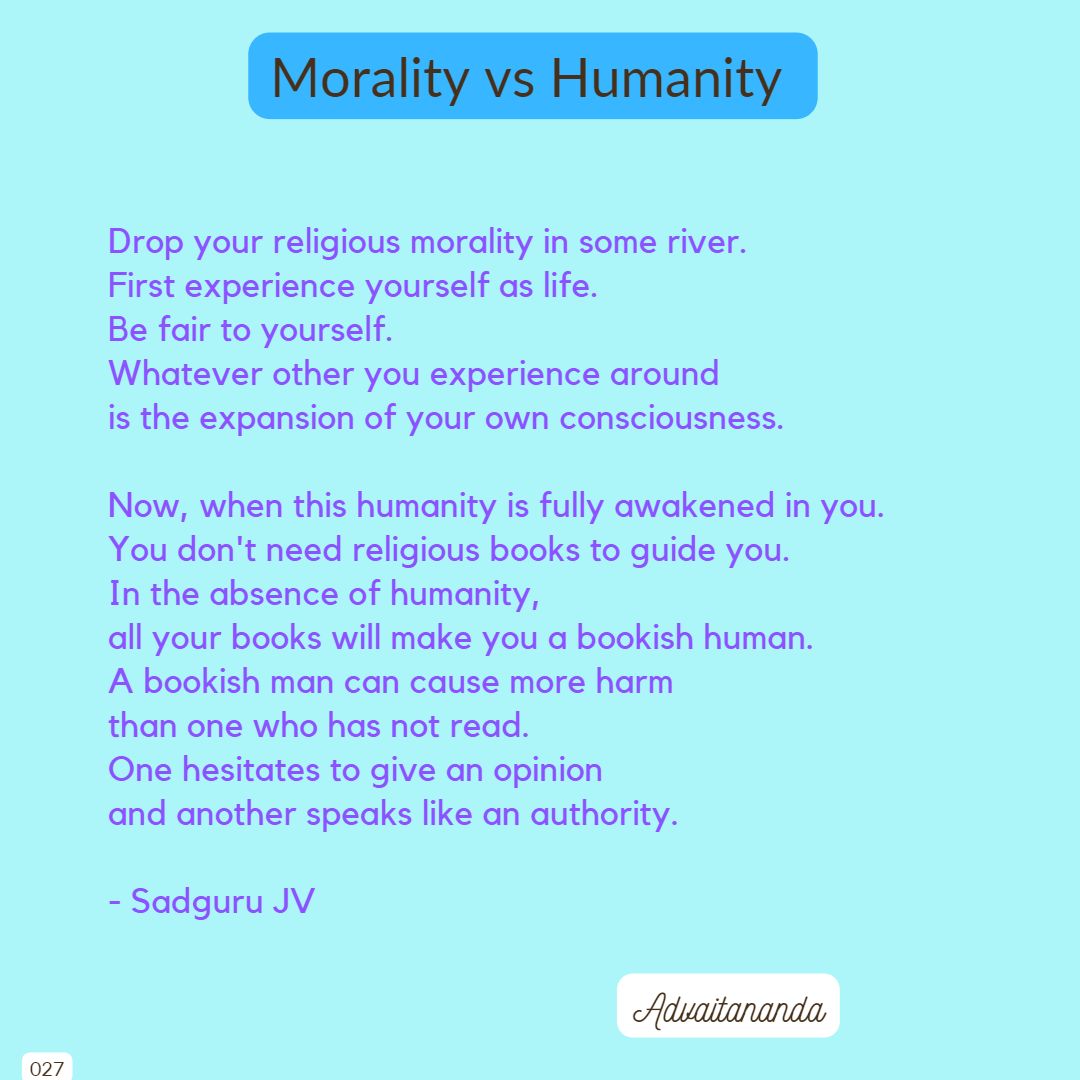 Morality vs Humanity
Drop your religious morality in some river.
First experience yourself as life.
Be fair to yourself.
Whatever other you experience around
is the expansion of your own consciousness.
Now, when this humanity is fully awakened in you.
You don't need religious books to guide you.
In the absence of humanity,
all your books will make you a bookish human.
A bookish man can cause more harm
than one who has not read.
One hesitates to give an opinion
and another speaks like an authority.
- Sadguru JV
Advaitananda
027